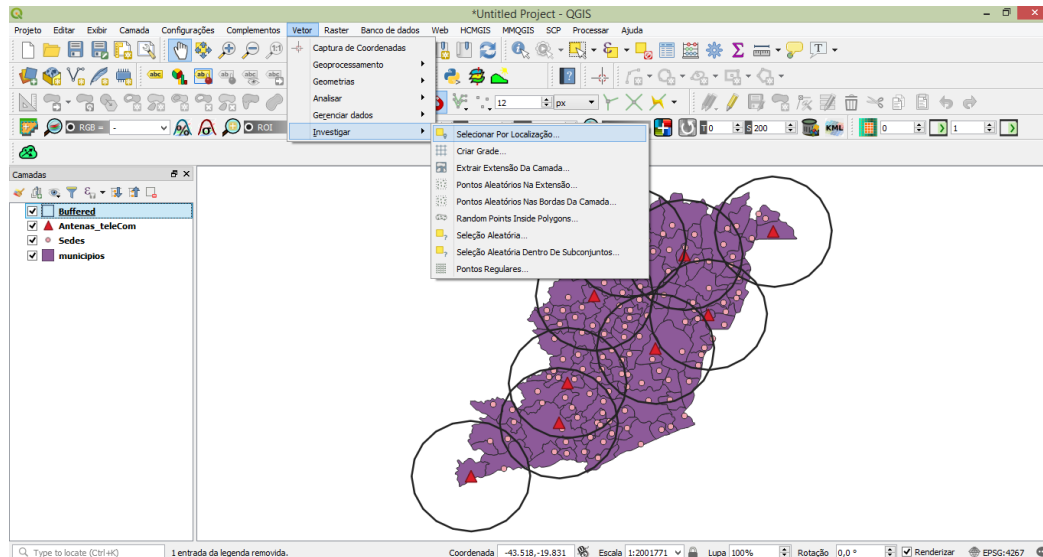 *Untitled Project - QGIS
Projeto Editar Exibir Camada Configurações Complementos Vetor Raster Banco de dados Web HCMGIS MMQGIS SCP Processar Ajuda
Captura de Coordenadas
Geoprocessamento
Geometrias
Analisar
Gerenciar dados
Investigar
abc
12 px
RGB = -
ROI
T 0 S 200 KML 0 1
Selecionar Por Localização...
Criar Grade...
Extrair Extensão Da Camada...
Pontos Aleatórios Na Extensão...
Pontos Aleatórios Nas Bordas Da Camada...
Random Points Inside Polygons...
Seleção Aleatória...
Seleção Aleatória Dentro De Subconjuntos...
Pontos Regulares...
Camadas
Buffered
Antenas_teleCom
Sedes
municipios
Type to locate (Ctrl+K) 1 entrada da legenda removida. Coordenada -43.518,-19.831 Escala 1:2001771 Lupa 100% Rotação 0,0 ° Renderizar EPSG:4267